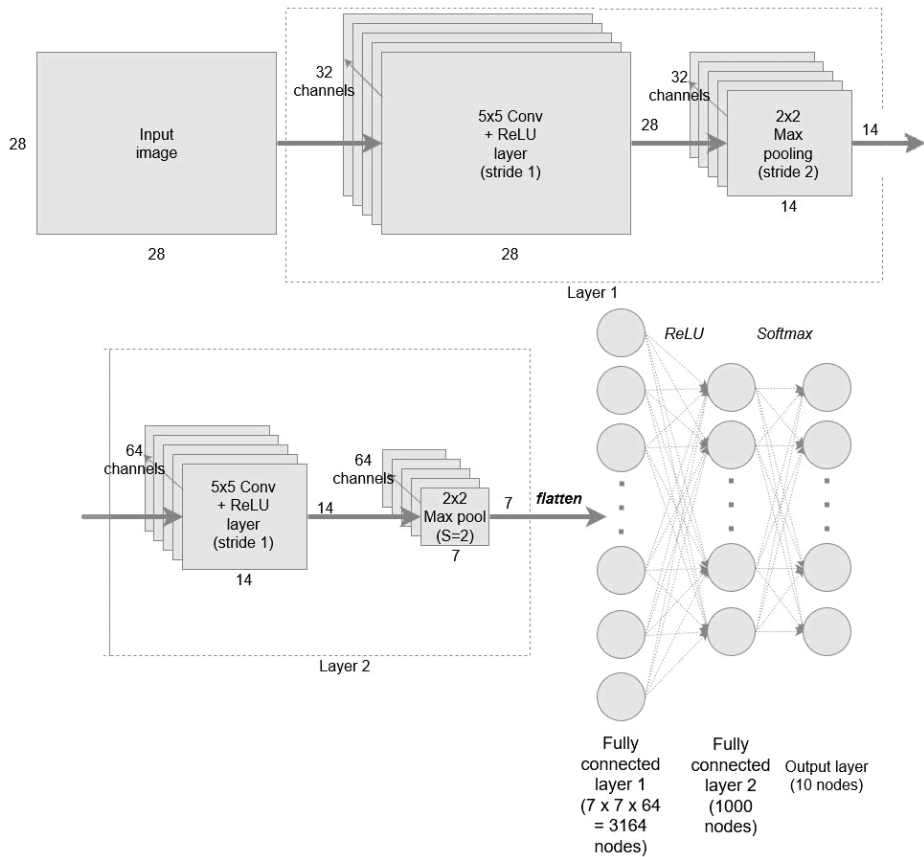 28
Input
image
28
32
channels
5x5 Conv
+ ReLU
layer
(stride 1)
28
28
32
channels
2x2
Max
pooling
(stride 2)
14
14
Layer 1
64
channels
5x5 Conv
+ ReLU
layer
(stride 1)
14
14
64
channels
2x2
Max pool
(S=2)
7
7
flatten
Layer 2
ReLU
Softmax
Fully
connected
layer 1
(7 x 7 x 64
= 3164
nodes)
Fully
connected
layer 2
(1000
nodes)
Output layer
(10 nodes)